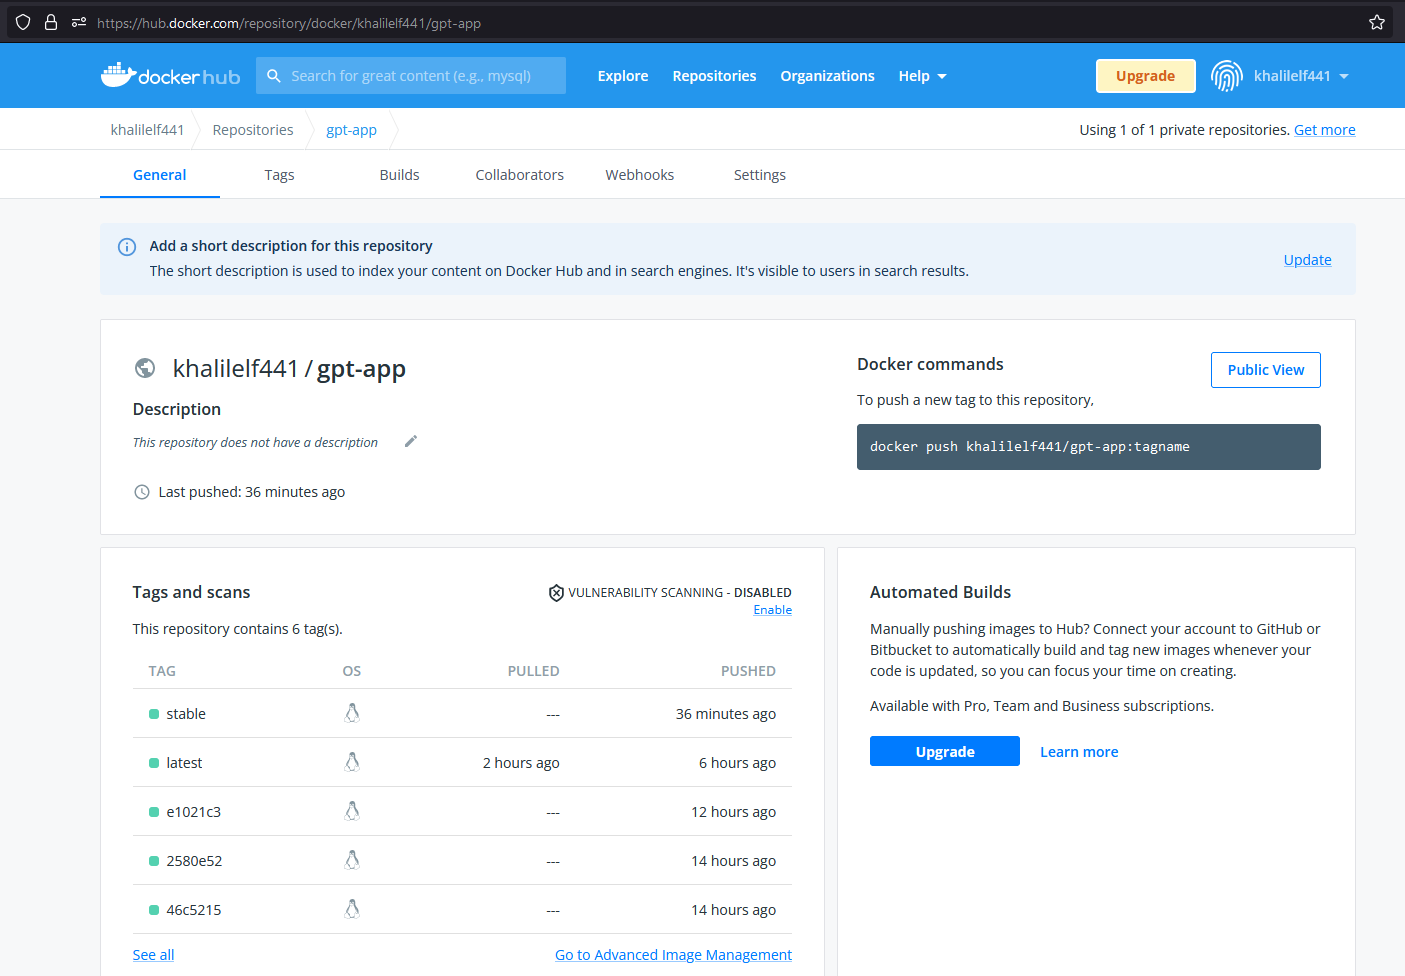 https://hub.docker.com/repository/docker/khalilelf441/gpt-app
docker hub Search for great content (e.g., mysql) Explore Repositories Organizations Help Upgrade khalilelf441
khalilelf441 Repositories gpt-app Using 1 of 1 private repositories. Get more
General Tags Builds Collaborators Webhooks Settings
Add a short description for this repository
The short description is used to index your content on Docker Hub and in search engines. It's visible to users in search results.
Update
khalilelf441 / gpt-app
Description
This repository does not have a description
Last pushed: 36 minutes ago
Docker commands
Public View
To push a new tag to this repository,
docker push khalilelf441/gpt-app:tagname
Tags and scans
VULNERABILITY SCANNING - DISABLED
Enable
This repository contains 6 tag(s).
TAG OS PULLED PUSHED
stable --- 36 minutes ago
latest 2 hours ago 6 hours ago
e1021c3 --- 12 hours ago
2580e52 --- 14 hours ago
46c5215 --- 14 hours ago
See all Go to Advanced Image Management
Automated Builds
Manually pushing images to Hub? Connect your account to GitHub or
Bitbucket to automatically build and tag new images whenever your
code is updated, so you can focus your time on creating.
Available with Pro, Team and Business subscriptions.
Upgrade Learn more